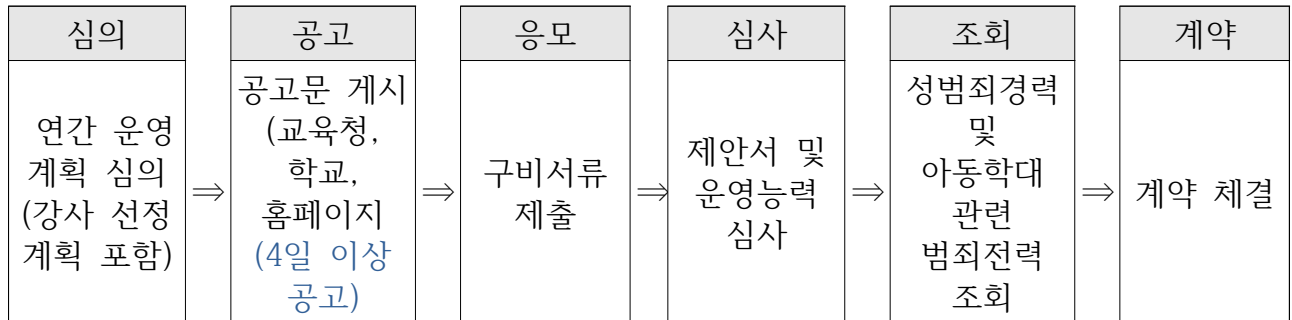 심의
연간 운영
계획 심의
(강사 선정
계획 포함)
⇒
공고
공고문 게시
(교육청,
학교,
홈페이지
(4일 이상
공고)
⇒
응모
구비서류
제출
⇒
심사
제안서 및
운영능력
심사
⇒
조회
성범죄경력
및
아동학대
관련
범죄전력
조회
⇒
계약
계약 체결